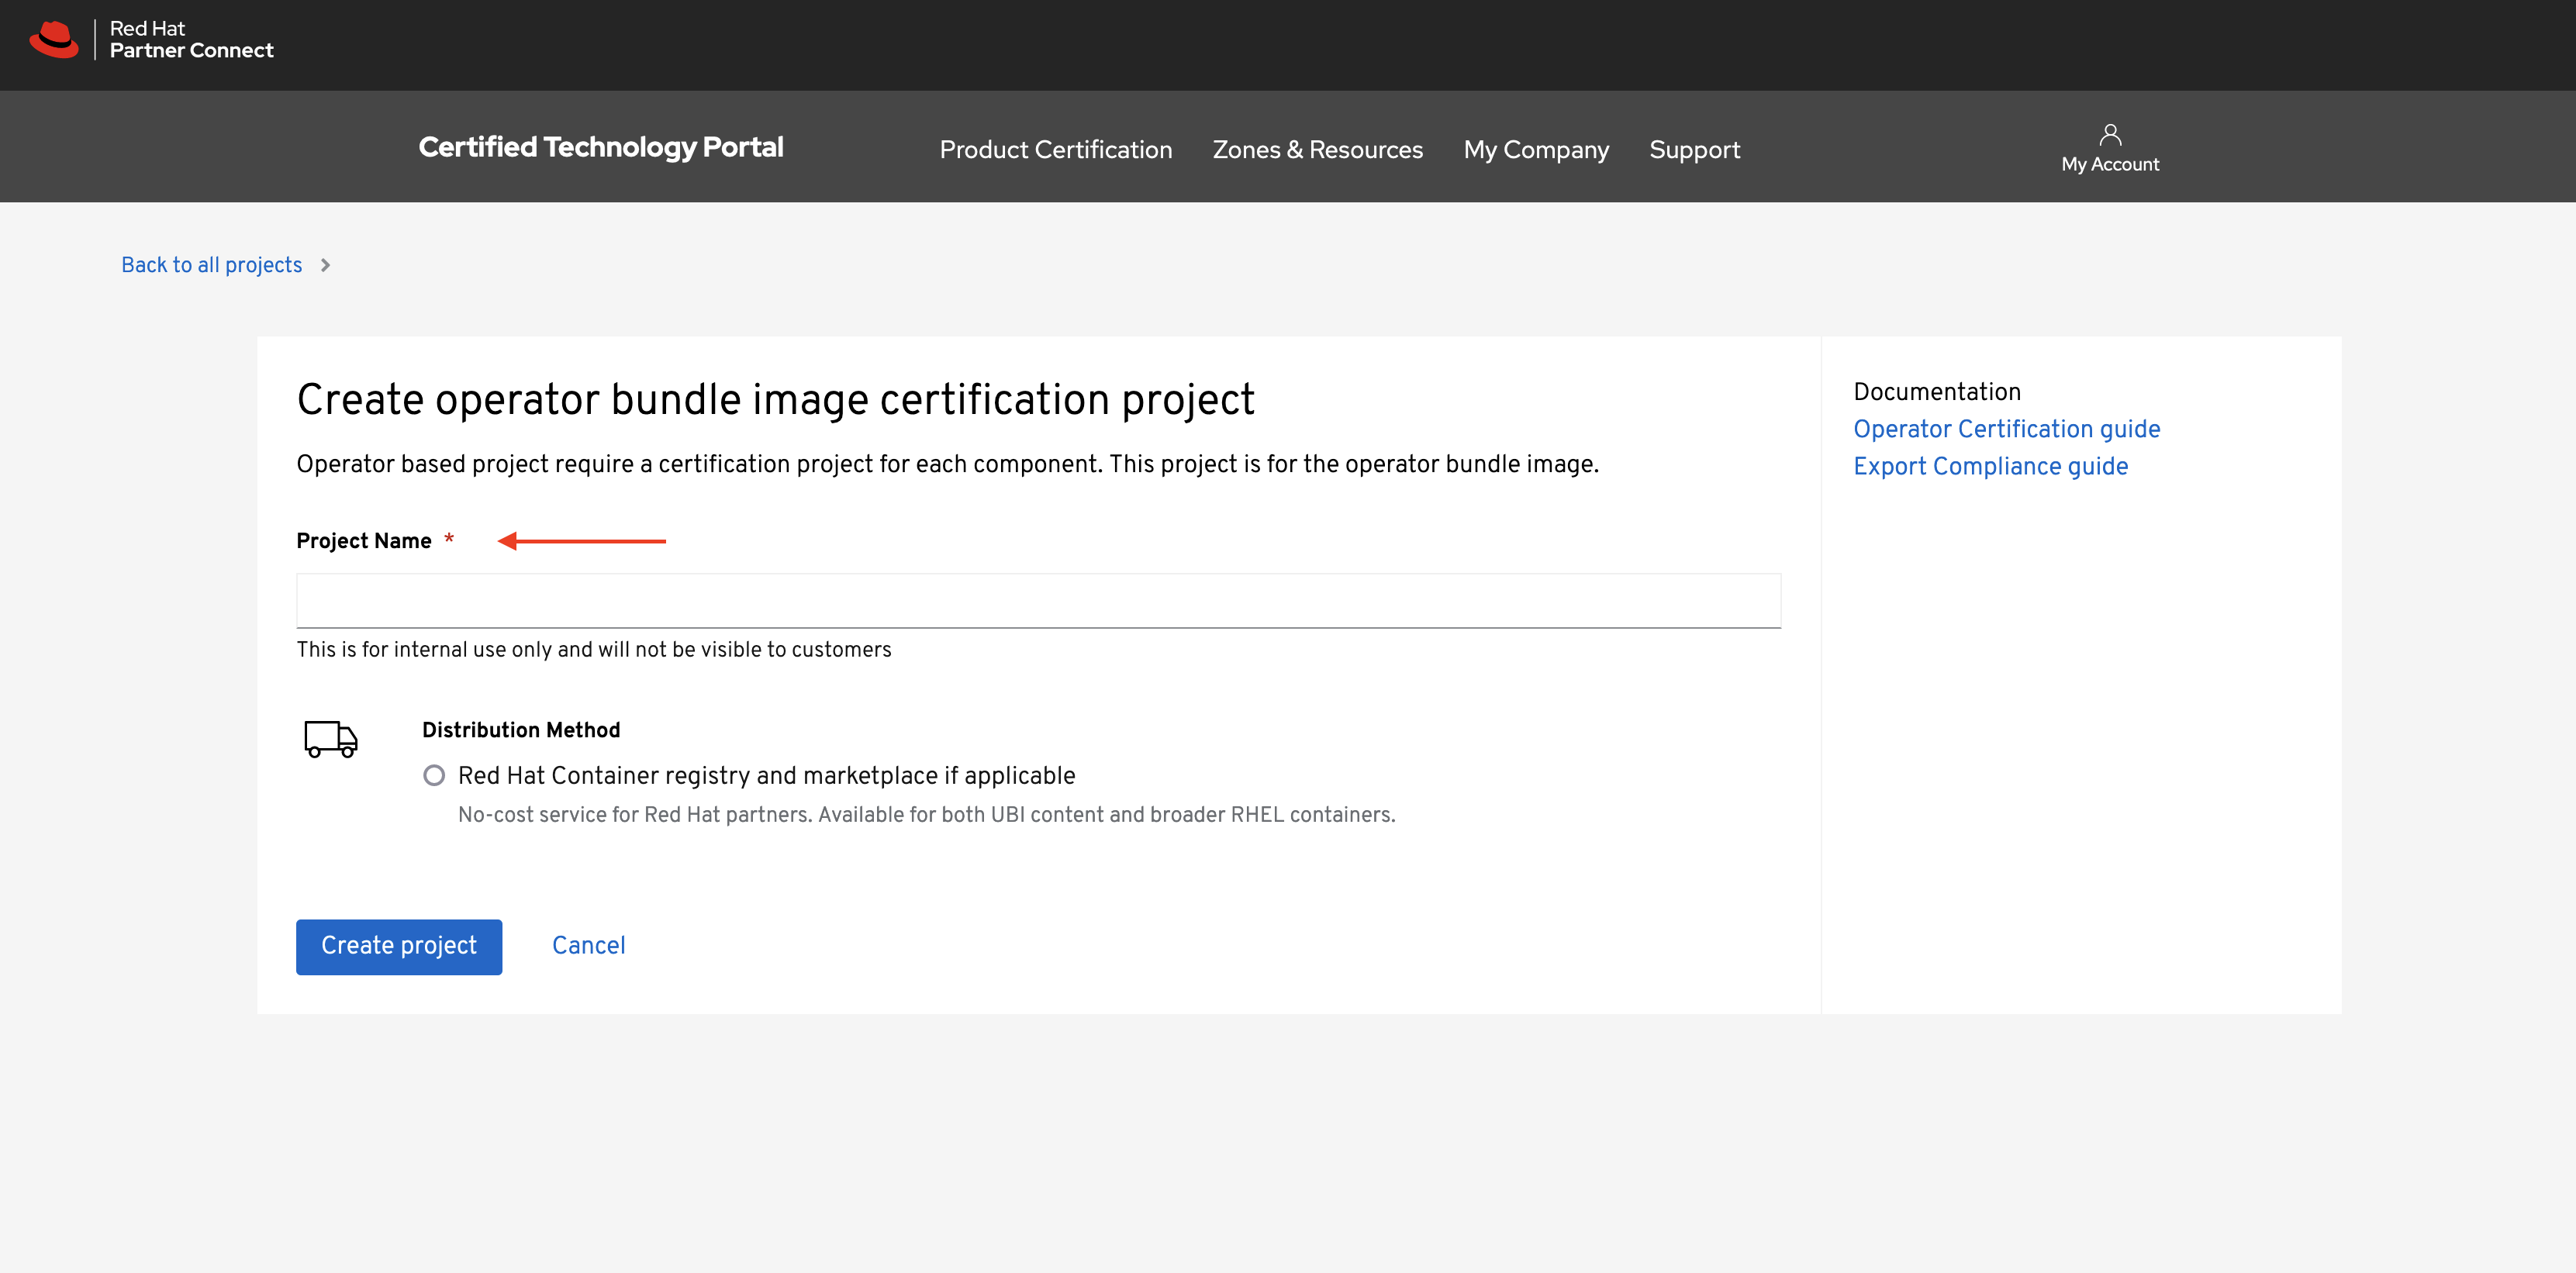 Red Hat
Partner Connect
Certified Technology Portal
Product Certification
Zones & Resources
My Company
Support
My Account
Back to all projects
Create operator bundle image certification project
Operator based project require a certification project for each component. This project is for the operator bundle image.
Project Name *
This is for internal use only and will not be visible to customers
Distribution Method
Red Hat Container registry and marketplace if applicable
No-cost service for Red Hat partners. Available for both UBI content and broader RHEL containers.
Create project
Cancel
Documentation
Operator Certification guide
Export Compliance guide